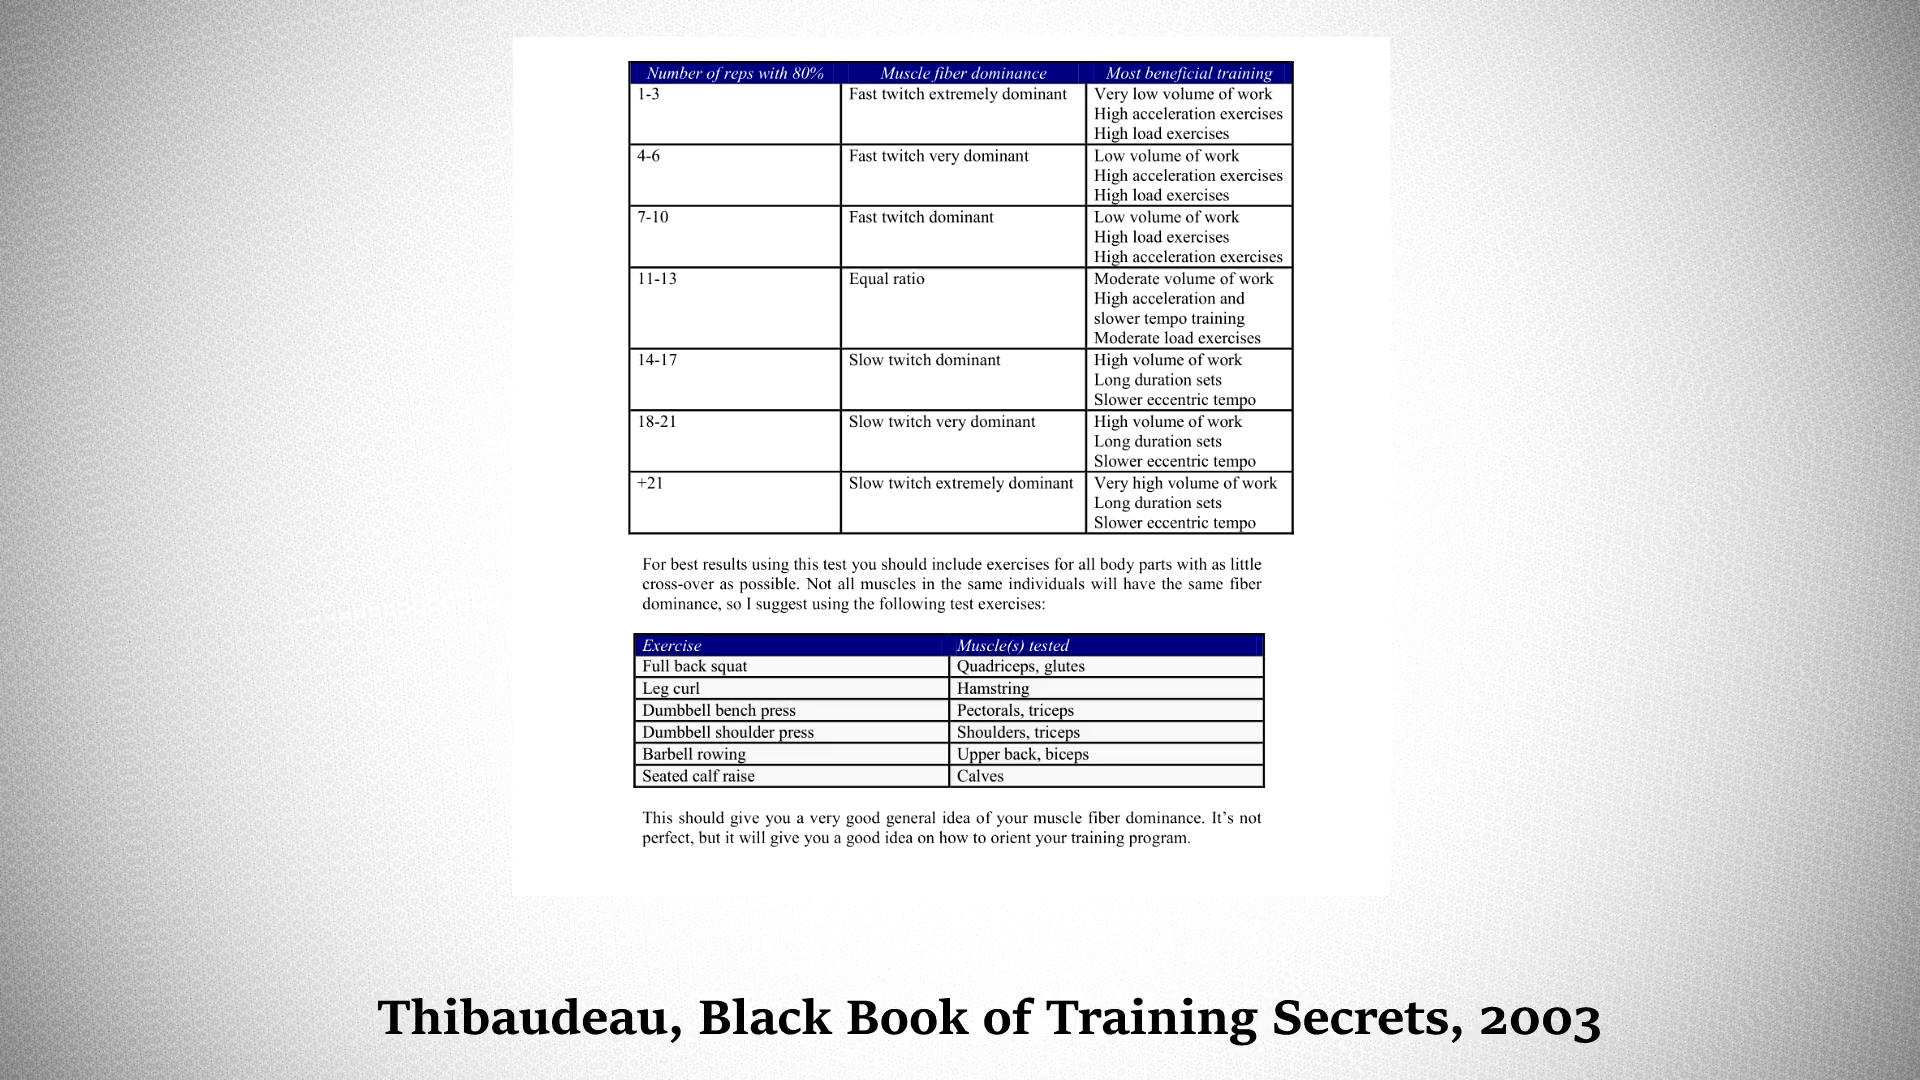 Number of reps with 80% Muscle fiber dominance Most beneficial training
1-3 Fast twitch extremely dominant Very low volume of work
High acceleration exercises
High load exercises
4-6 Fast twitch very dominant Low volume of work
High acceleration exercises
High load exercises
7-10 Fast twitch dominant Low volume of work
High load exercises
High acceleration exercises
11-13 Equal ratio Moderate volume of work
High acceleration and
slower tempo training
Moderate load exercises
14-17 Slow twitch dominant High volume of work
Long duration sets
Slower eccentric tempo
18-21 Slow twitch very dominant High volume of work
Long duration sets
Slower eccentric tempo
+21 Slow twitch extremely dominant Very high volume of work
Long duration sets
Slower eccentric tempo
For best results using this test you should include exercises for all body parts with as little
cross-over as possible. Not all muscles in the same individuals will have the same fiber
dominance, so I suggest using the following test exercises:
Exercise Muscle(s) tested
Full back squat Quadriceps, glutes
Leg curl Hamstring
Dumbbell bench press Pectorals, triceps
Dumbbell shoulder press Shoulders, triceps
Barbell rowing Upper back, biceps
Seated calf raise Calves
This should give you a very good general idea of your muscle fiber dominance. It’s not
perfect, but it will give you a good idea on how to orient your training program.
Thibaudeau, Black Book of Training Secrets, 2003